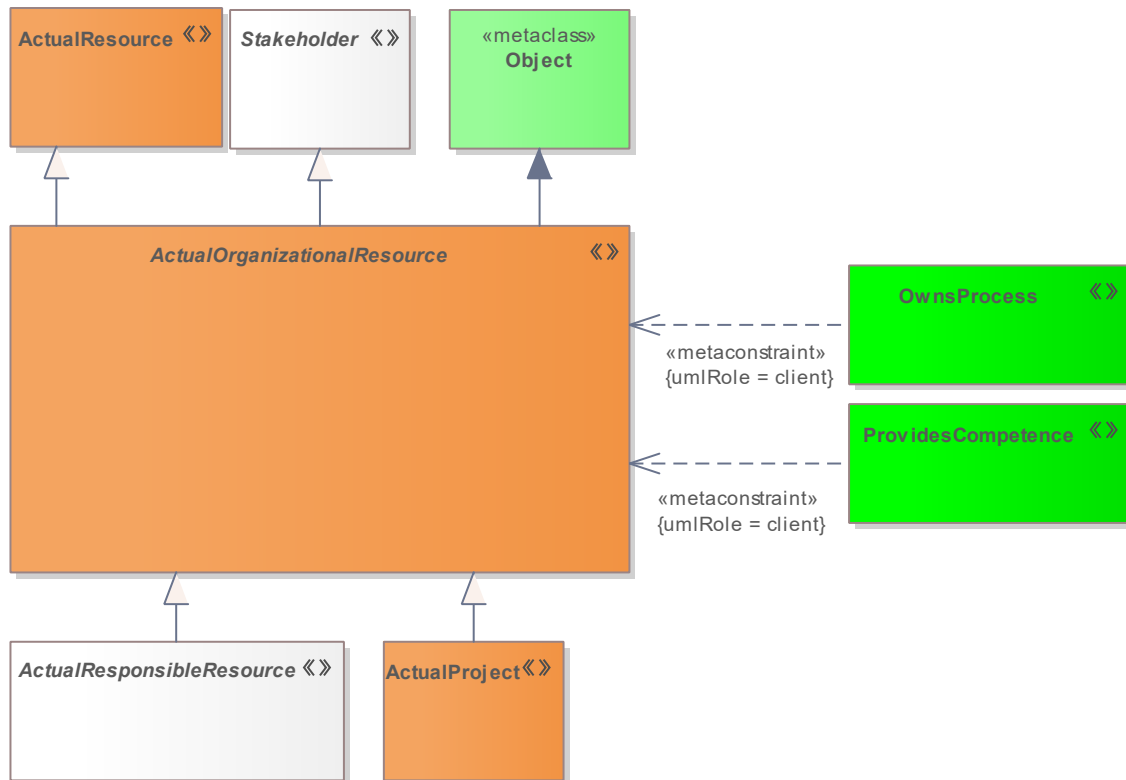 ActualResource «»
Stakeholder «»
«metaclass»
Object
ActualOrganizationalResource «»
OwnsProcess «»
«metaconstraint»
{umlRole = client}
ProvidesCompetence «»
«metaconstraint»
{umlRole = client}
ActualResponsibleResource «»
ActualProject «»